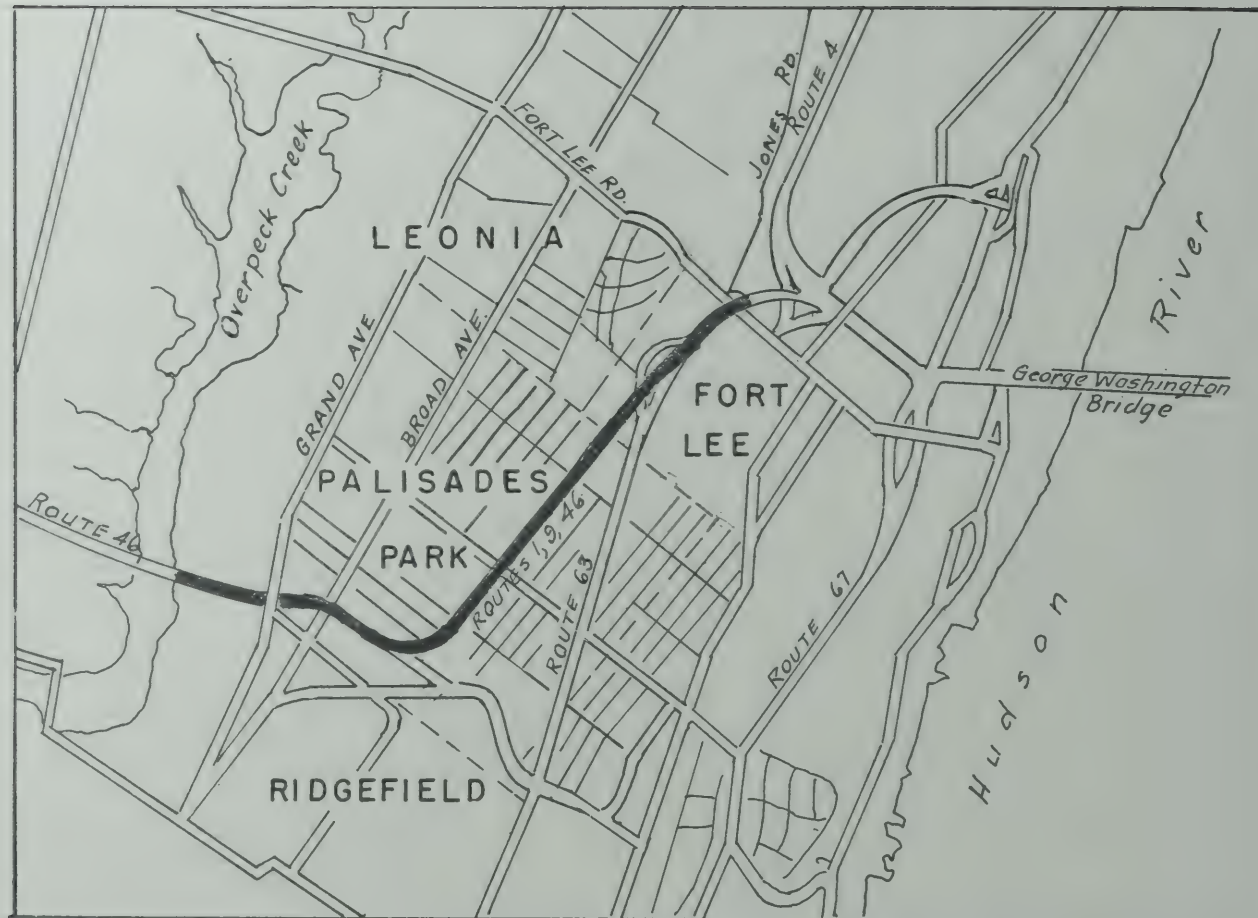 JONES RD.
ROUTE 4
FORT LEE RD.
Overpeck Creek
LEONIA
River
GRAND AVE
BROAD AVE.
George Washington
Bridge
FORT
LEE
PALISADES
PARK
ROUTE 46
ROUTES 1, 9, 46
ROUTE 63
ROUTE 67
Hudson
RIDGEFIELD